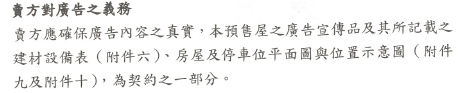 賣方對廣告之義務
賣方應確保廣告內容之真實，本預售屋之廣告宣傳品及其所記載之
建材設備表（附件六）、房屋及停車位平面圖與位置示意圖（附件
九及附件十），為契約之一部分。